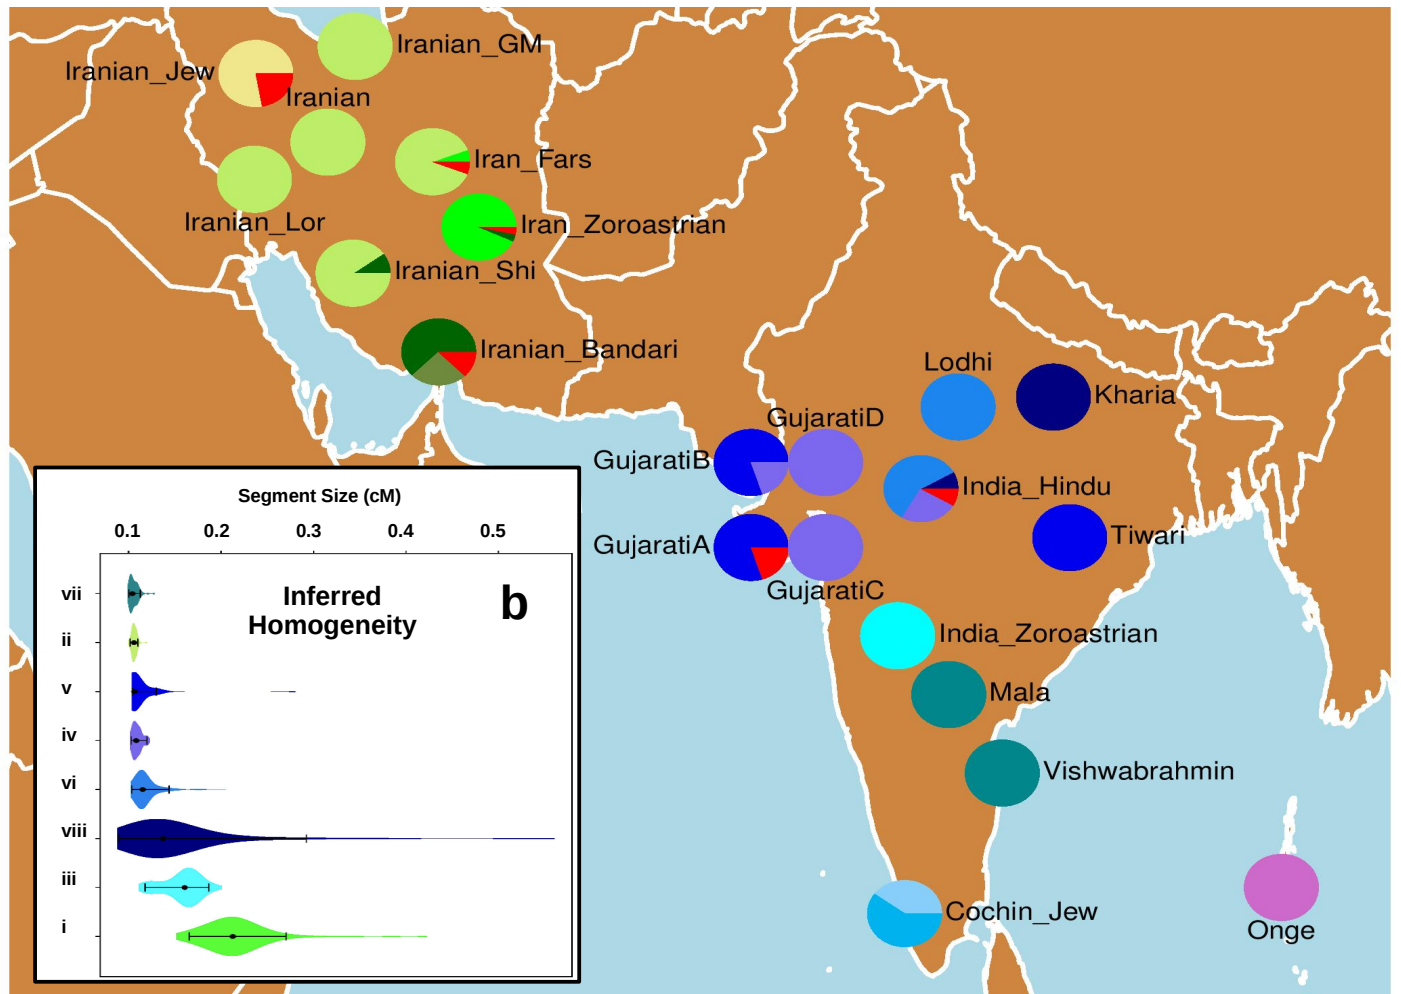 Iranian_GM
Iranian_Jew
Iranian
Iran_Fars
Iranian_Lor
Iran_Zoroastrian
Iranian_Shi
Iranian_Bandari
Lodhi
Kharia
GujaratiD
GujaratiB
India_Hindu
GujaratiA
Tiwari
GujaratiC
India_Zoroastrian
Mala
Vishwabrahmin
Cochin_Jew
Onge
Segment Size (cM)
0.1 0.2 0.3 0.4 0.5
Inferred
Homogeneity
b
vii
ii
v
iv
vi
viii
iii
i